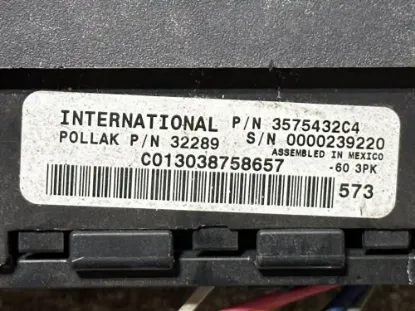 INTERNATIONAL P/N 3575432C4
POLLAK P/N 32289 S/N 0000239220
ASSEMBLED IN MEXICO
C013038758657 -60 3PK
573